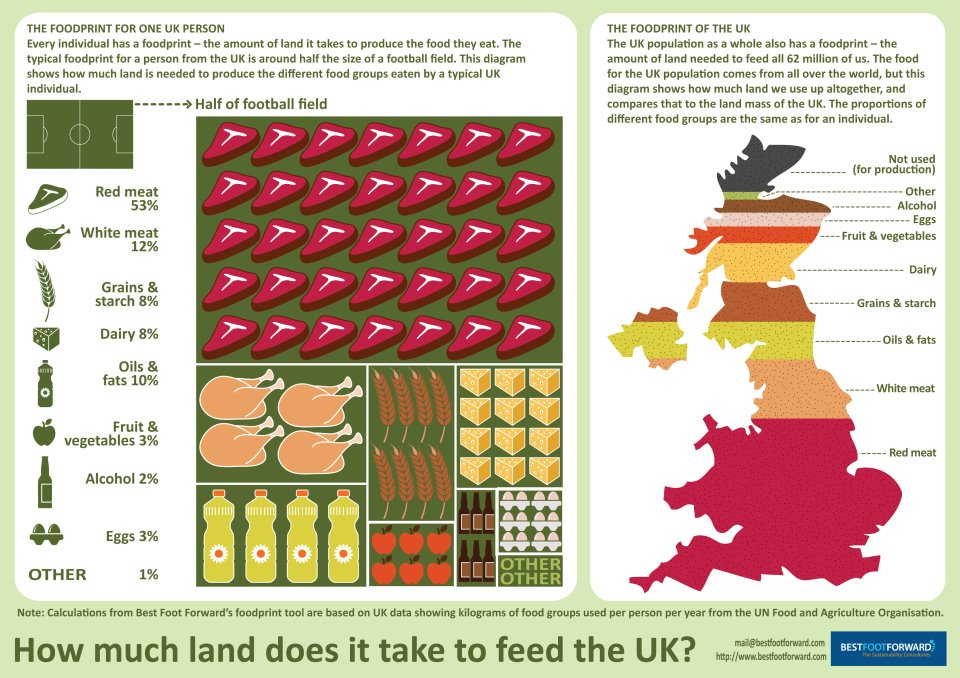 THE FOODPRINT FOR ONE UK PERSON
Every individual has a foodprint – the amount of land it takes to produce the food they eat. The
typical footprint for a person from the UK is around half the size of a football field. This diagram
shows how much land is needed to produce the different food groups eaten by a typical UK
individual.
Half of football field
Red meat
53%
White meat
12%
Grains &
starch 8%
Dairy 8%
Oils &
fats 10%
Fruit &
vegetables 3%
Alcohol 2%
Eggs 3%
OTHER 1%
OTHER
OTHER
THE FOODPRINT OF THE UK
The UK population as a whole also has a footprint – the
amount of land needed to feed all 62 million of us. The food
for the UK population comes from all over the world, but this
diagram shows how much land we use up altogether, and
compares that to the land mass of the UK. The proportions of
different food groups are the same as for an individual.
Not used
(for production)
Other
Alcohol
Eggs
Fruit & vegetables
Dairy
Grains & starch
Oils & fats
White meat
Red meat
Note: Calculations from Best Foot Forward's footprint tool are based on UK data showing kilograms of food groups used per person per year from the UN Food and Agriculture Organisation.
How much land does it take to feed the UK?
mail@bestfootforward.com
http://www.bestfootforward.com
BESTFOOTFORWARD
The Sustainability Consultants